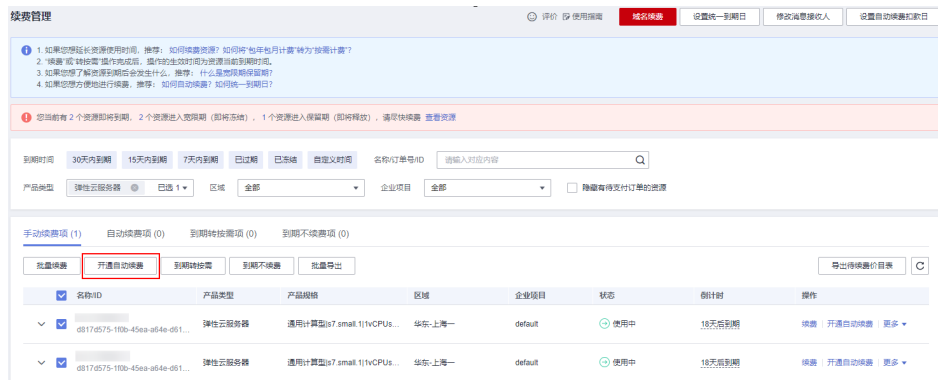 续费管理 评价 使用指南 域名续费 设置统一到期日 修改消息接收人 设置自动续费扣款日
1. 如果您想延长资源使用时间，推荐：如何续费资源？如何将“包年包月计费”转为“按需计费”？
2. “续费”或“转按需”操作完成后，操作的生效时间为资源当前到期时间。
3. 如果您想了解资源到期后会发生什么，推荐：什么是宽限期保留期？
4. 如果您想方便地进行续费，推荐：如何自动续费？如何统一到期日？
您当前有 2 个资源即将到期， 2 个资源进入宽限期（即将冻结）， 1 个资源进入保留期（即将释放），请尽快续费 查看资源
到期时间 30天内到期 15天内到期 7天内到期 已过期 已冻结 自定义时间 名称/订单号/ID 请输入对应内容
产品类型 弹性云服务器 已选 1 区域 全部 企业项目 全部 隐藏有待支付订单的资源
手动续费项 (1) 自动续费项 (0) 到期转按需项 (0) 到期不续费项 (0)
批量续费 开通自动续费 到期转按需 到期不续费 批量导出 导出待续费价目表
名称/ID 产品类型 产品规格 区域 企业项目 状态 倒计时 操作
d817d575-1f0b-45ea-a64e-d61... 弹性云服务器 通用计算型|s7.small.1|1vCPUs... 华东-上海一 default 使用中 18天后到期 续费 开通自动续费 更多
d817d575-1f0b-45ea-a64e-d61... 弹性云服务器 通用计算型|s7.small.1|1vCPUs... 华东-上海一 default 使用中 18天后到期 续费 开通自动续费 更多